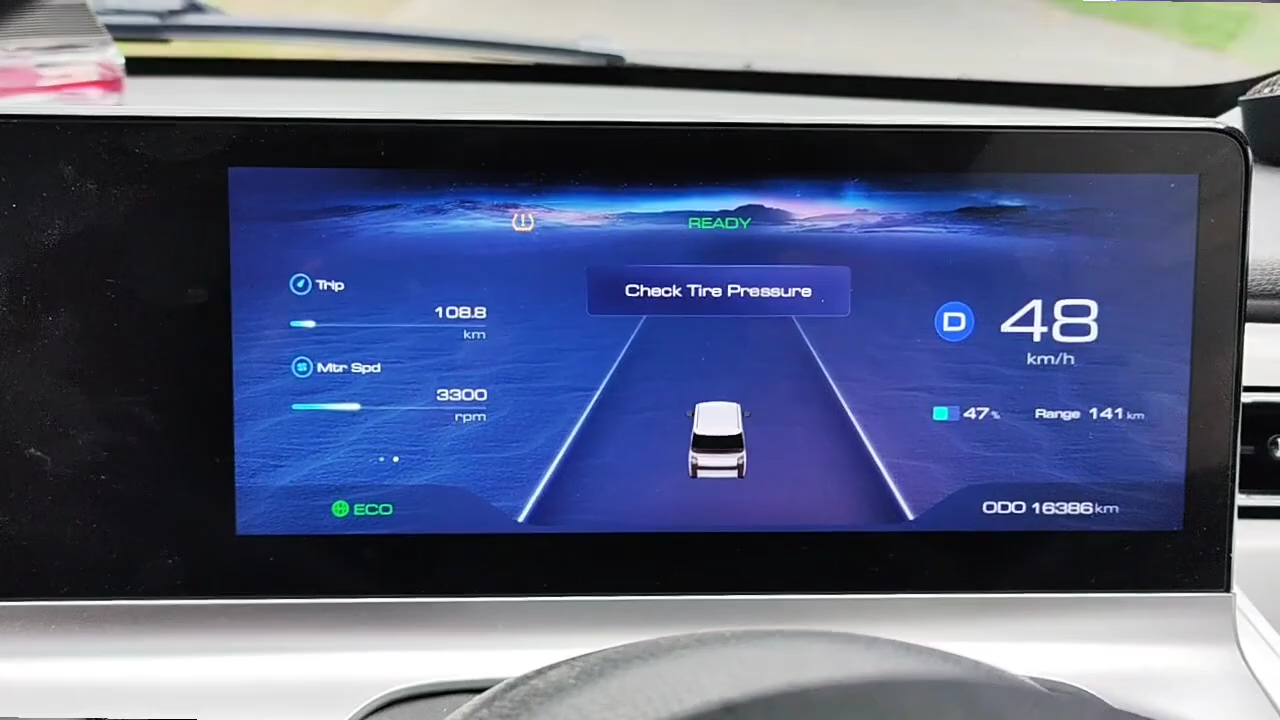 READY
Check Tire Pressure
Trip
108.8
km
Mtr Spd
3300
rpm
ECO
D 48
km/h
47% Range 141 km
ODO 16386 km